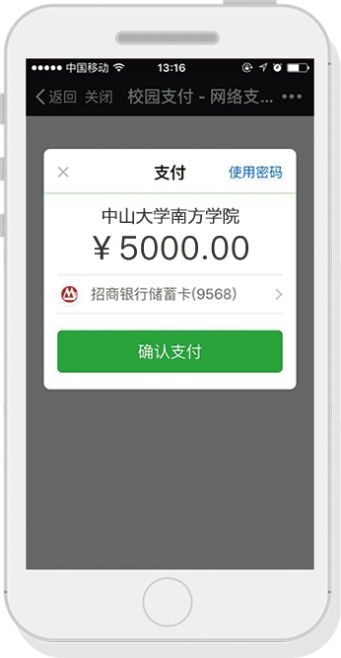 中国移动 13:16
返回 关闭 校园支付 - 网络支...
支付 使用密码
中山大学南方学院
¥ 5000.00
招商银行储蓄卡(9568)
确认支付